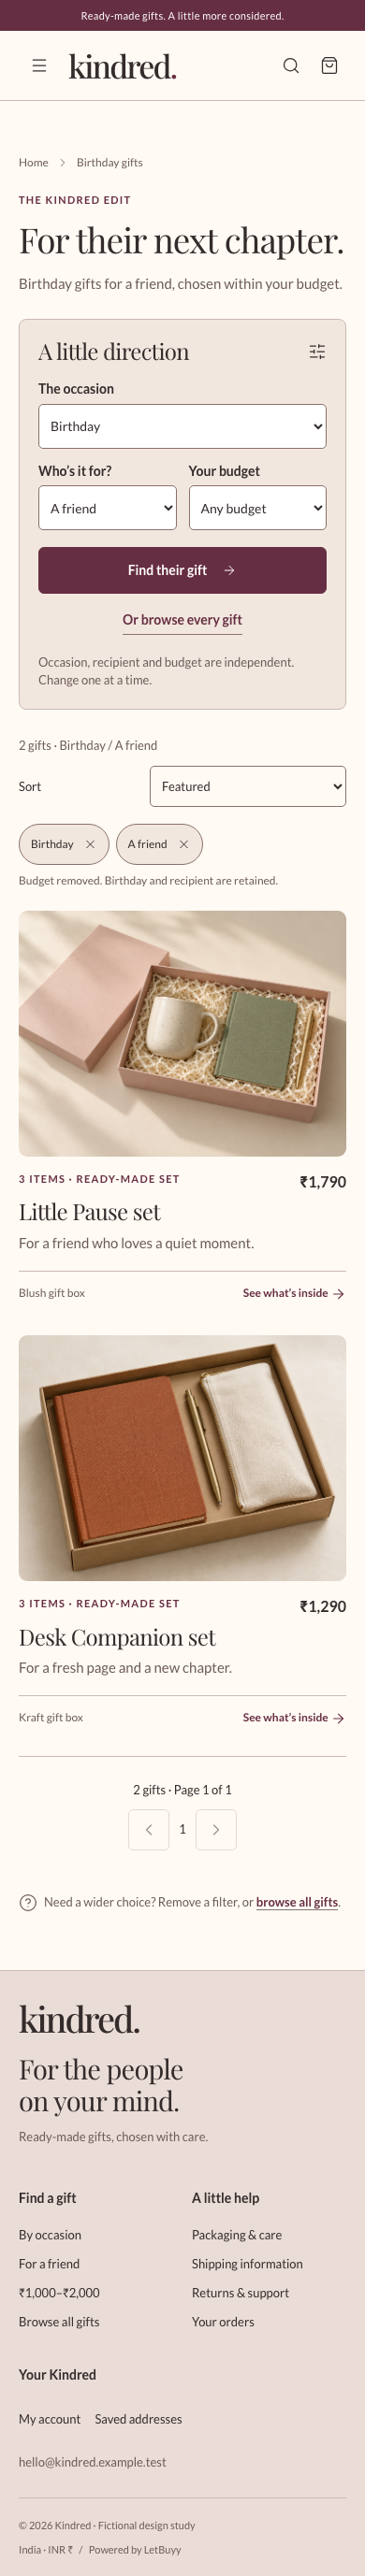 Ready-made gifts. A little more considered.
kindred.
Home > Birthday gifts
THE KINDRED EDIT
For their next chapter.
Birthday gifts for a friend, chosen within your budget.
A little direction
The occasion
Birthday
Who's it for? Your budget
A friend Any budget
Find their gift →
Or browse every gift
Occasion, recipient and budget are independent.
Change one at a time.
2 gifts · Birthday / A friend
Sort Featured
Birthday × A friend ×
Budget removed. Birthday and recipient are retained.
3 ITEMS · READY-MADE SET ₹1,790
Little Pause set
For a friend who loves a quiet moment.
Blush gift box See what's inside →
3 ITEMS · READY-MADE SET ₹1,290
Desk Companion set
For a fresh page and a new chapter.
Kraft gift box See what's inside →
2 gifts · Page 1 of 1
< 1 >
Need a wider choice? Remove a filter, or browse all gifts.
kindred.
For the people
on your mind.
Ready-made gifts, chosen with care.
Find a gift A little help
By occasion Packaging & care
For a friend Shipping information
₹1,000–₹2,000 Returns & support
Browse all gifts Your orders
Your Kindred
My account Saved addresses
hello@kindred.example.test
© 2026 Kindred · Fictional design study
India · INR ₹ / Powered by LetBuyy